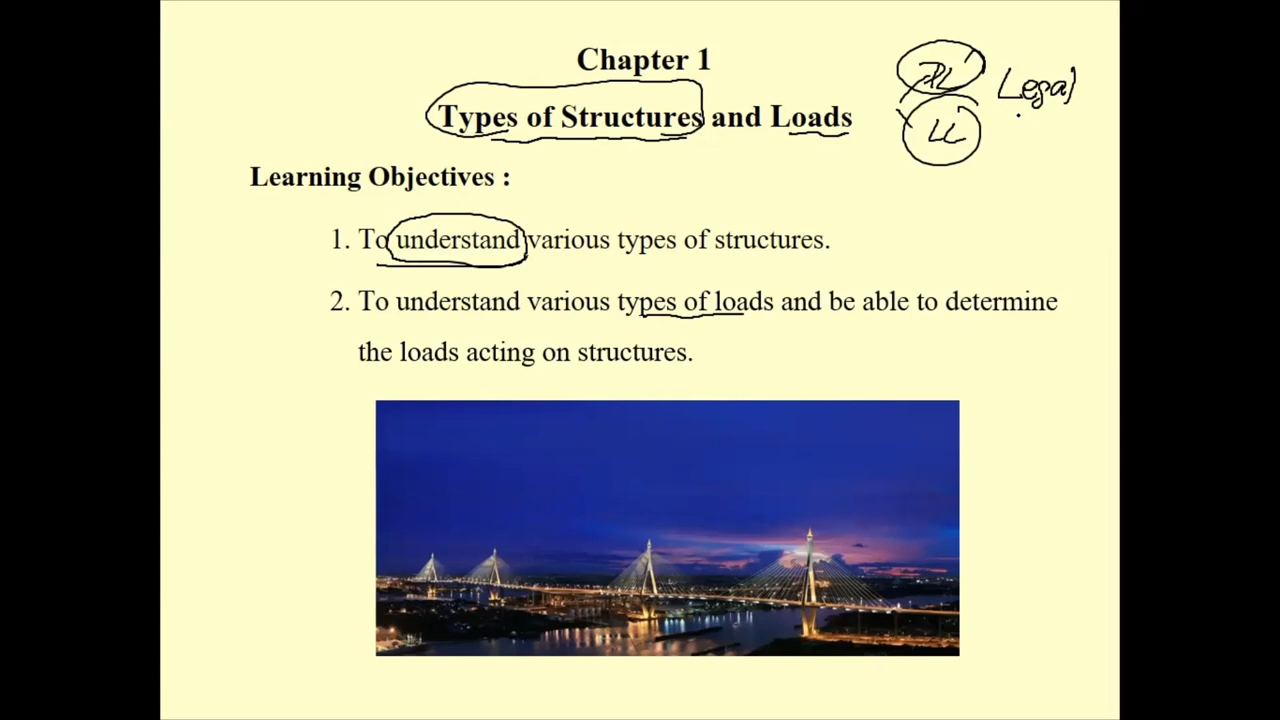 Chapter 1
Types of Structures and Loads
DL
LL
Legal
Learning Objectives :
1. To understand various types of structures.
2. To understand various types of loads and be able to determine
the loads acting on structures.